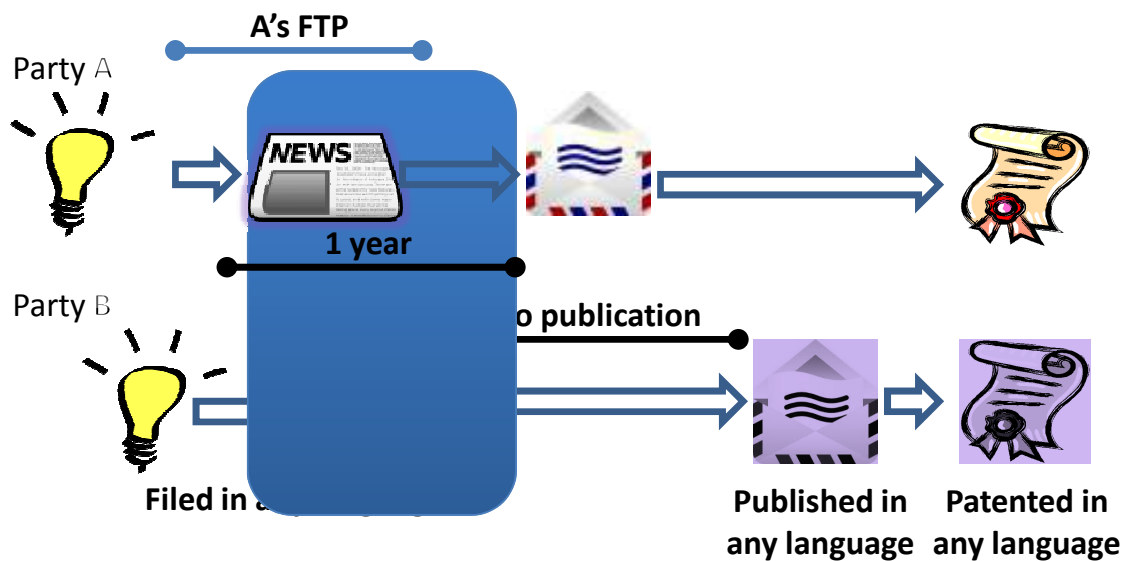 A's FTP
Party A
NEWS
1 year
Party B
o publication
Filed in a
Published in
any language
Patented in
any language